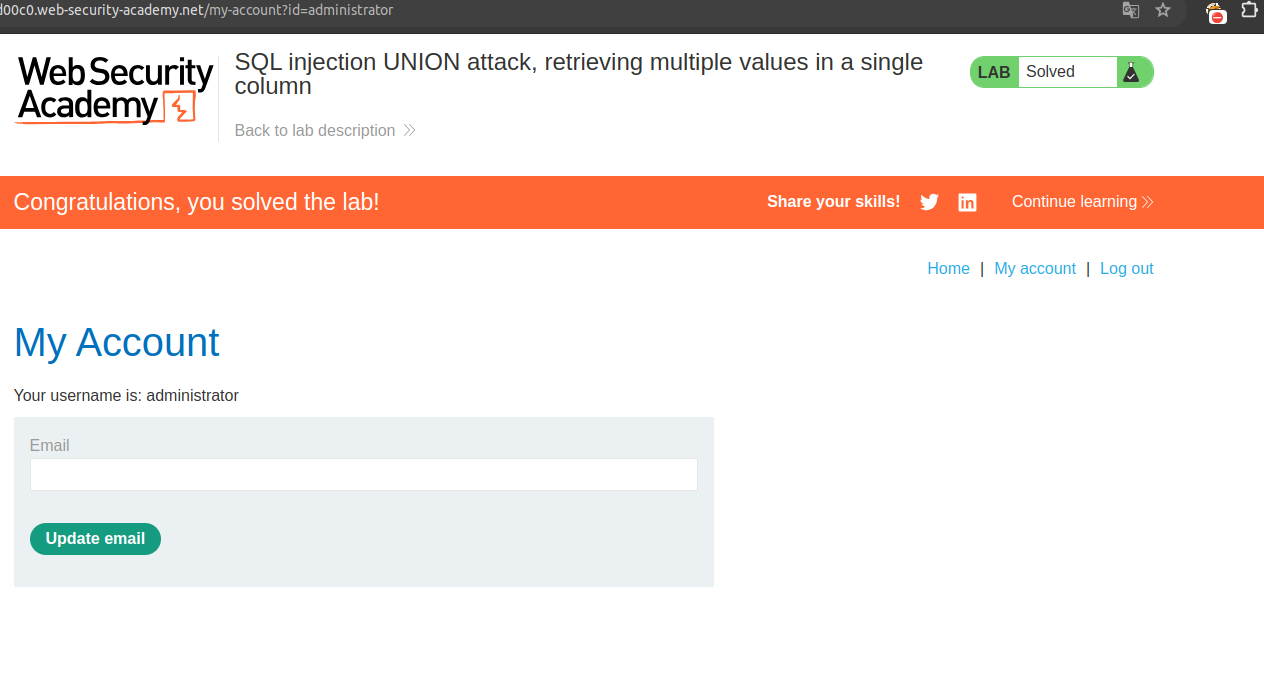 d00c0.web-security-academy.net/my-account?id=administrator
Web Security
Academy
SQL injection UNION attack, retrieving multiple values in a single
column
LAB Solved
Back to lab description
Congratulations, you solved the lab!
Share your skills!
Continue learning
Home | My account | Log out
My Account
Your username is: administrator
Email
Update email